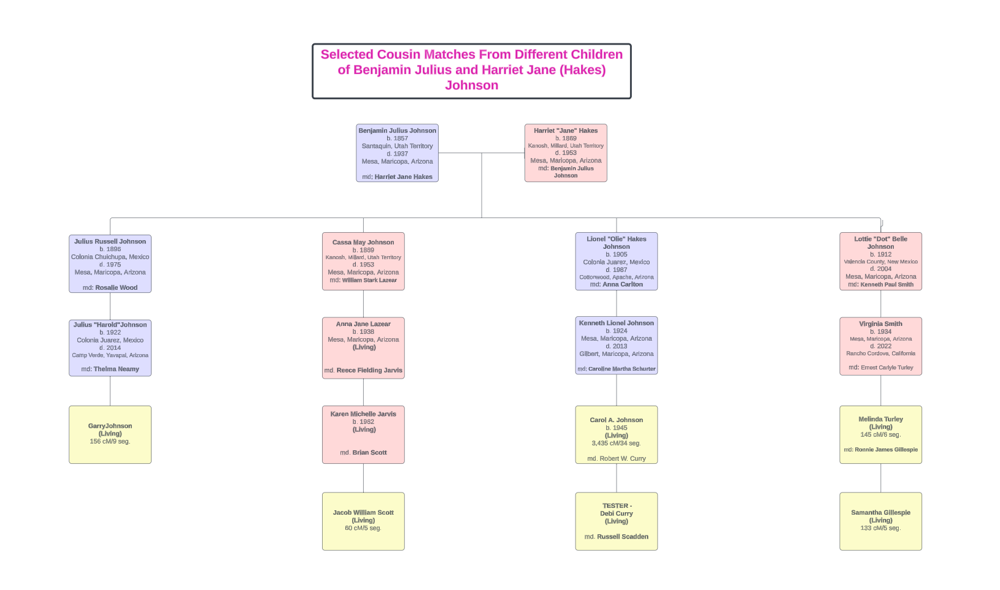 Selected Cousin Matches From Different Children
of Benjamin Julius and Harriet Jane (Hakes)
Johnson
Benjamin Julius Johnson
b. 1857
Santaquin, Utah Territory
d. 1937
Mesa, Maricopa, Arizona
md: Harriet Jane Hakes
Harriet "Jane" Hakes
b. 1869
Kanosh, Millard, Utah Territory
d. 1953
Mesa, Maricopa, Arizona
md: Benjamin Julius
Johnson
Julius Russell Johnson
b. 1896
Colonia Chuichupa, Mexico
d. 1975
Mesa, Maricopa, Arizona
md: Rosalie Wood
Cassa May Johnson
b. 1869
Kanosh, Millard, Utah Territory
d. 1953
Mesa, Maricopa, Arizona
md: William Stark Lazear
Lionel "Olie" Hakes
Johnson
b. 1905
Colonia Juarez, Mexico
d. 1987
Cottonwood, Apache, Arizona
md: Anna Carlton
Lottie "Dot" Belle
Johnson
b. 1912
Valencia County, New Mexico
d. 2004
Mesa, Maricopa, Arizona
md: Kenneth Paul Smith
Julius "Harold"Johnson
b. 1922
Colonia Juarez, Mexico
d. 2014
Camp Verde, Yavapai, Arizona
md: Thelma Neamy
Anna Jane Lazear
b. 1938
Mesa, Maricopa, Arizona
(Living)
md. Reece Fielding Jarvis
Kenneth Lionel Johnson
b. 1924
Mesa, Maricopa, Arizona
d. 2013
Gilbert, Maricopa, Arizona
md: Caroline Martha Schurter
Virginia Smith
b. 1934
Mesa, Maricopa, Arizona
d. 2022
Rancho Cordova, California
md: Ernest Carlyle Turley
GarryJohnson
(Living)
156 cM/9 seg.
Karen Michelle Jarvis
b. 1962
(Living)
md. Brian Scott
Carol A. Johnson
b. 1945
(Living)
3,435 cM/34 seg.
md. Robert W. Curry
Melinda Turley
(Living)
145 cM/6 seg.
md: Ronnie James Gillespie
Jacob William Scott
(Living)
60 cM/5 seg.
TESTER -
Debi Curry
(Living)
md. Russell Scadden
Samantha Gillespie
(Living)
133 cM/5 seg.